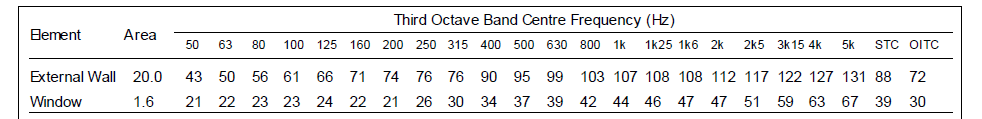 Third Octave Band Centre Frequency (Hz)
Element Area 50 63 80 100 125 160 200 250 315 400 500 630 800 1k 1k25 1k6 2k 2k5 3k15 4k 5k STC OITC
External Wall 20.0 43 50 56 61 66 71 74 76 76 90 95 99 103 107 108 108 112 117 122 127 131 88 72
Window 1.6 21 22 23 23 24 22 21 26 30 34 37 39 42 44 46 47 47 51 59 63 67 39 30